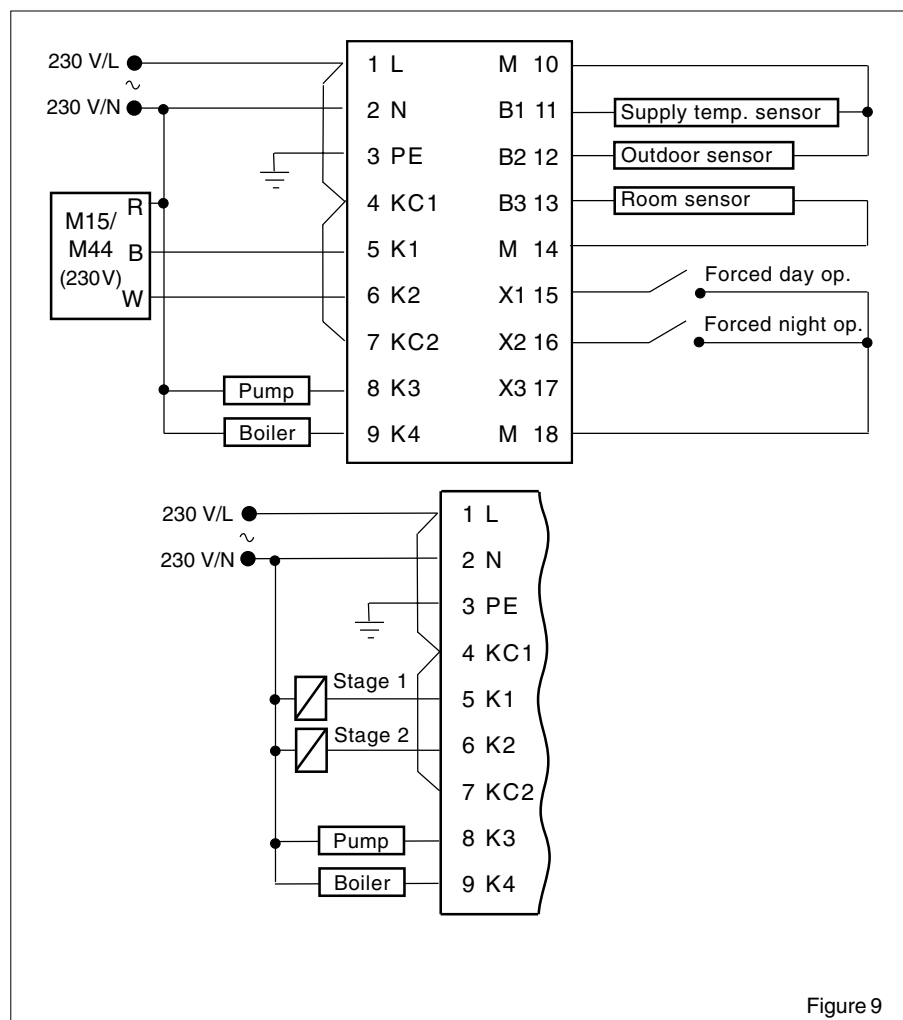 230 V/L
~
230 V/N
M15/
M44
(230V)
R
B
W
Pump
Boiler
1 L
2 N
3 PE
4 KC1
5 K1
6 K2
7 KC2
8 K3
9 K4
M 10
B1 11
B2 12
B3 13
M 14
X1 15
X2 16
X3 17
M 18
Supply temp. sensor
Outdoor sensor
Room sensor
Forced day op.
Forced night op.
230 V/L
~
230 V/N
Stage 1
Stage 2
Pump
Boiler
1 L
2 N
3 PE
4 KC1
5 K1
6 K2
7 KC2
8 K3
9 K4
Figure 9